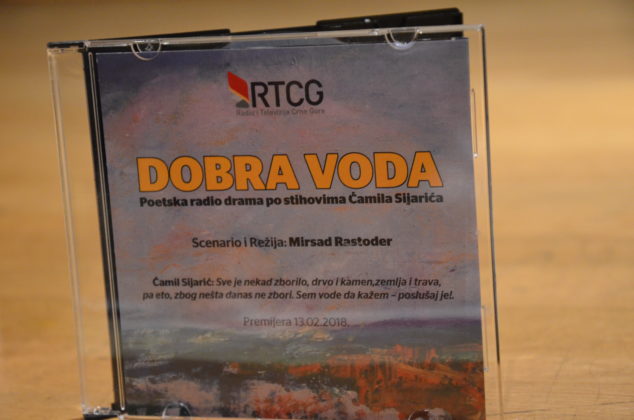 RTCG
Radio i Televizija Crne Gore
DOBRA VODA
Poetska radio drama po stihovima Ćamila Sijarića
Scenario i Režija: Mirsad Rastoder
Ćamil Sijarić: Sve je nekad zborilo, drvo i kamen,zemlja i trava,
pa eto, zbog nešta danas ne zbori. Sem vode da kažem – poslušaj je!.
Premijera 13.02.2018.